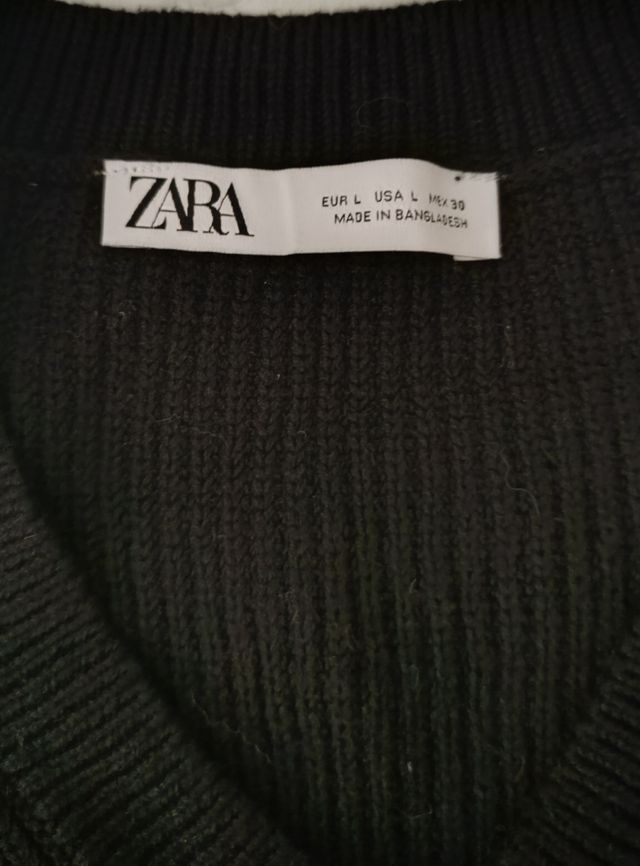 ZARA
EUR L USA L MEX 30
MADE IN BANGLADESH